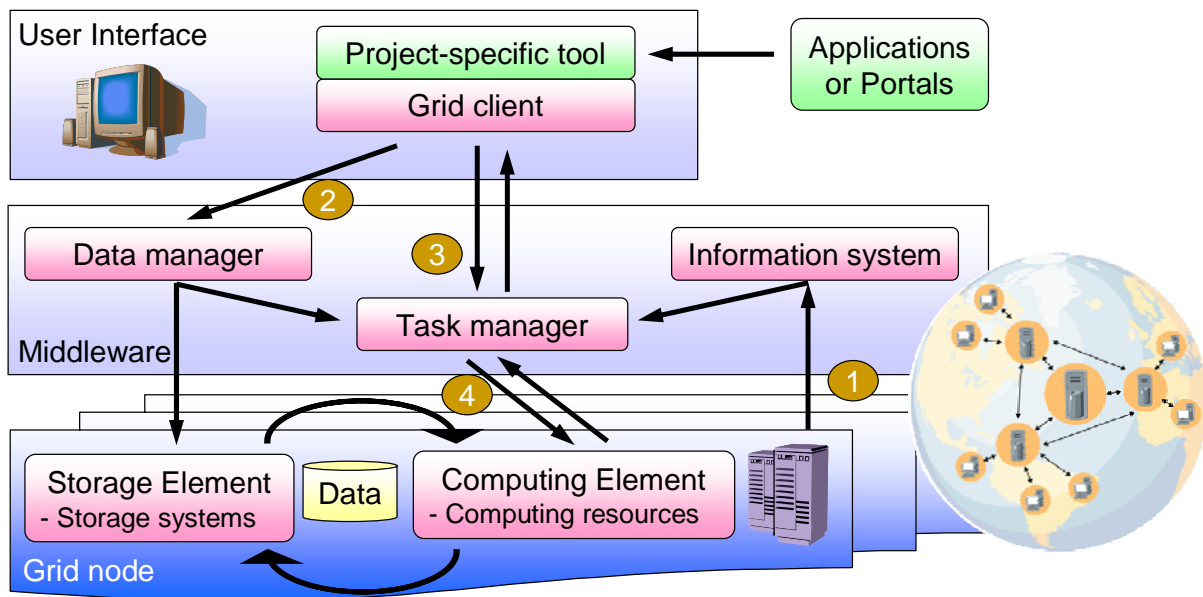 User Interface
Project-specific tool
Grid client
Applications
or Portals
2
Data manager
3
Information system
Task manager
Middleware
4
1
Storage Element
- Storage systems
Data
Computing Element
- Computing resources
Grid node